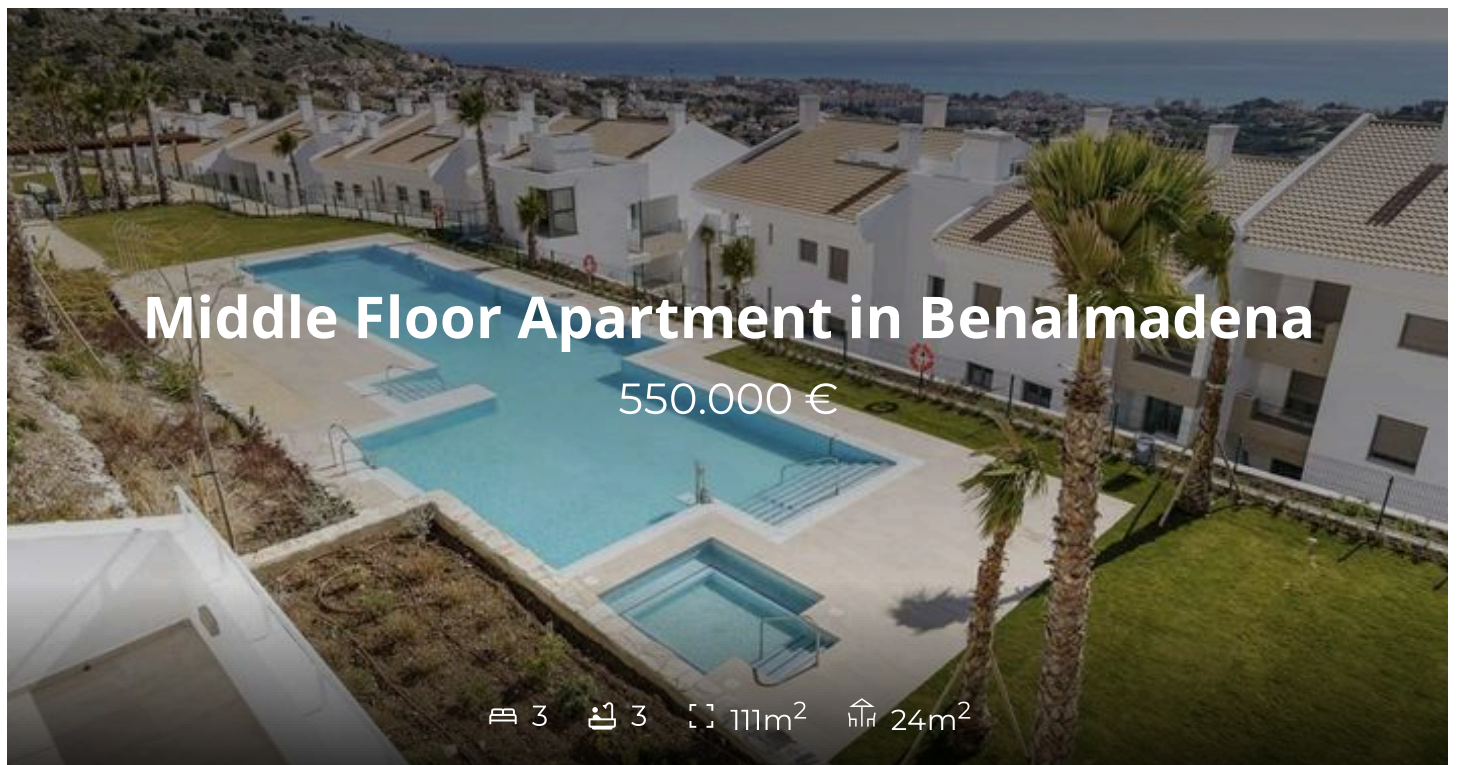 Middle Floor Apartment in Benalmadena
550.000 €
3 3 111m² 24m²